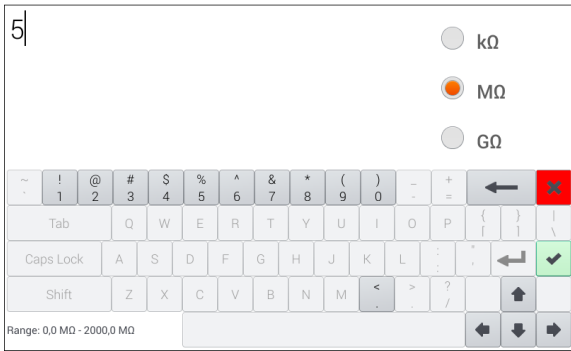 5
kΩ
MΩ
GΩ
~ ! @ # $ % ^ & * ( ) _ +
` 1 2 3 4 5 6 7 8 9 0 - =
Tab Q W E R T Y U I O P { } |
[ ] \
Caps Lock A S D F G H J K L : "
; '
Shift Z X C V B N M < > ?
, . /
Range: 0,0 MΩ - 2000,0 MΩ